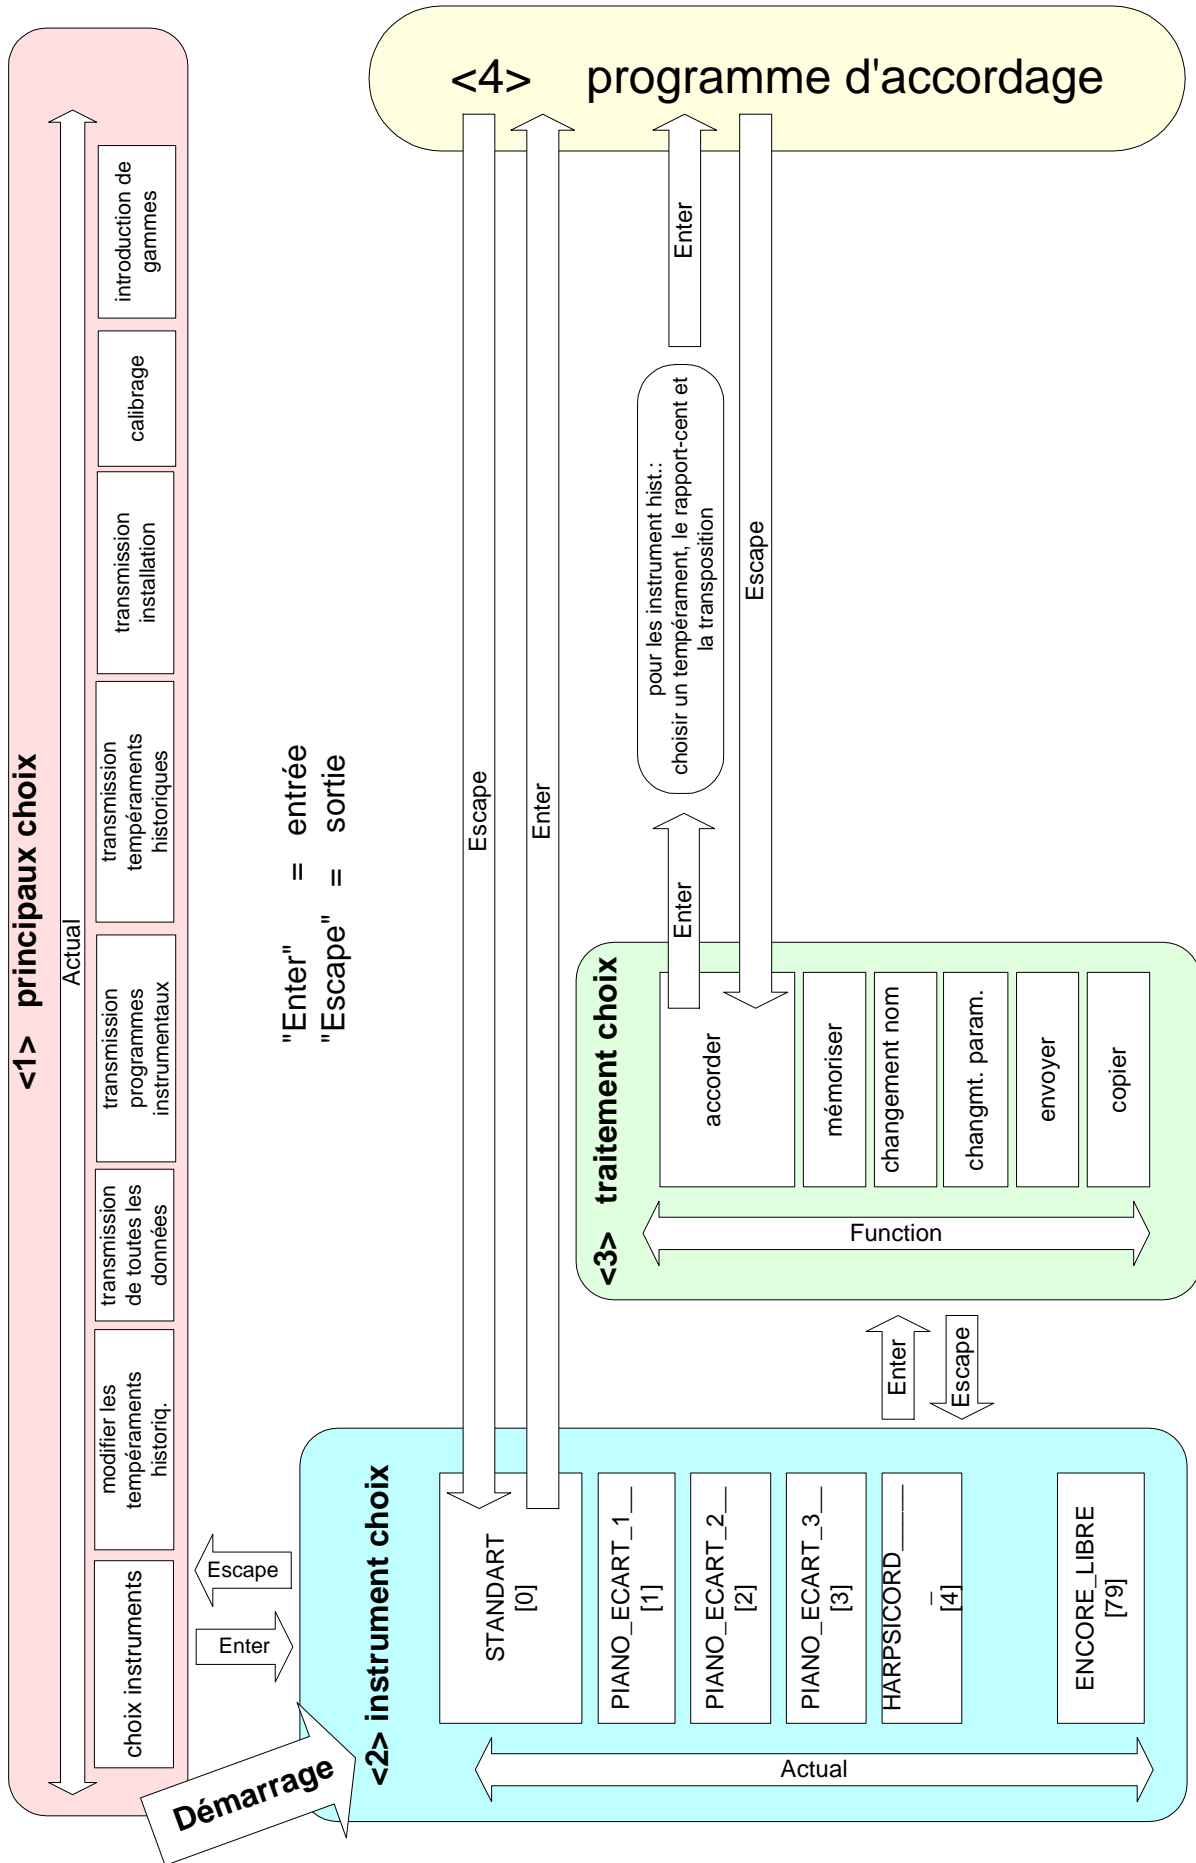 <1> principaux choix
Actual
choix instruments
modifier les
tempéraments
historiq.
transmission
de toutes les
données
transmission
programmes
instrumentaux
transmission
tempéraments
historiques
transmission
installation
calibrage
introduction de
gammes
Enter
Escape
"Enter" = entrée
"Escape" = sortie
Démarrage
<2> instrument choix
STANDART
[0]
PIANO_ECART_1__
[1]
PIANO_ECART_2__
[2]
PIANO_ECART_3__
[3]
HARPSICORD_____
_
[4]
ENCORE_LIBRE
[79]
Actual
Escape
Enter
Enter
Escape
<3> traitement choix
accorder
mémoriser
changement nom
changmt. param.
envoyer
copier
Function
Enter
pour les instrument hist.:
choisir un tempérament, le rapport-cent et
la transposition
Enter
Escape
<4> programme d'accordage